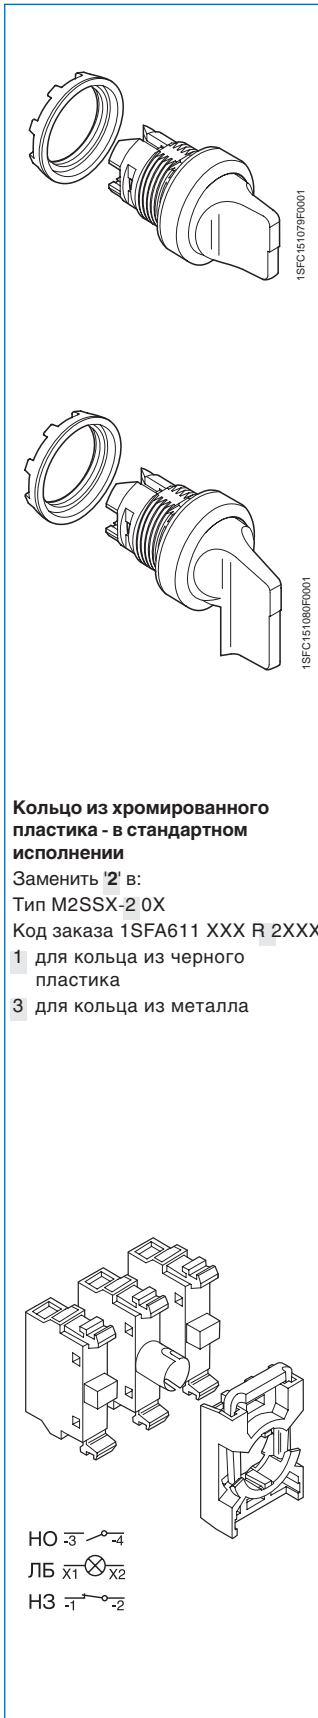 1SFC151079F0001
1SFC151080F0001
Кольцо из хромированного
пластика - в стандартном
исполнении
Заменить '2' в:
Тип M2SSX-2 0X
Код заказа 1SFA611 XXX R 2XXX
1 для кольца из черного
пластика
3 для кольца из металла
НО -3 -4
ЛБ X1 X2
НЗ -1 -2